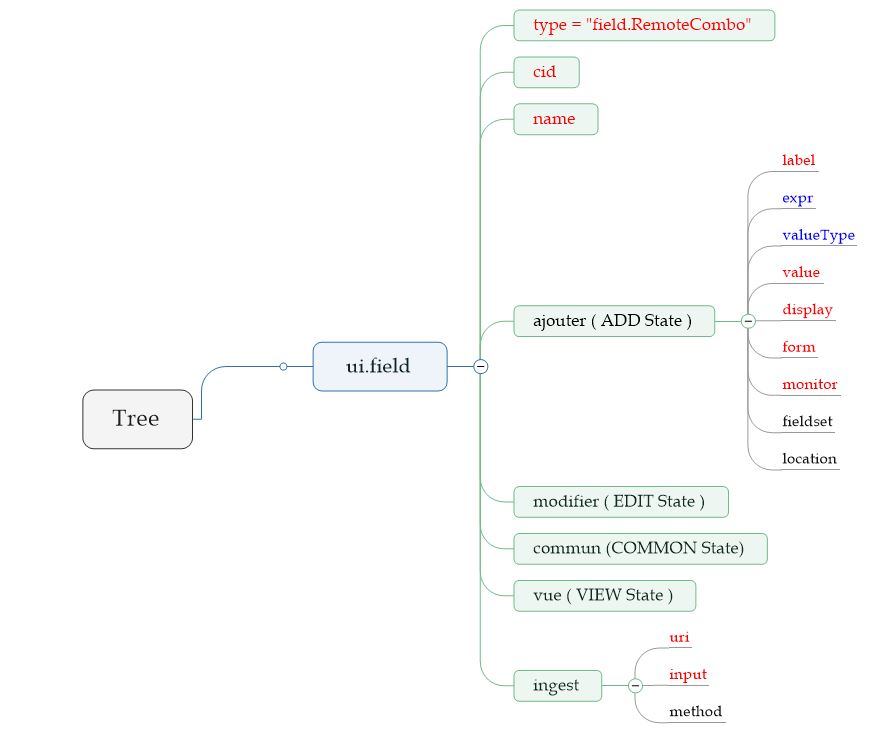 type = "field.RemoteCombo"
cid
name
label
expr
valueType
value
ajouter ( ADD State )
display
form
ui.field
monitor
Tree
fieldset
location
modifier ( EDIT State )
commun (COMMON State)
vue ( VIEW State )
uri
input
ingest
method